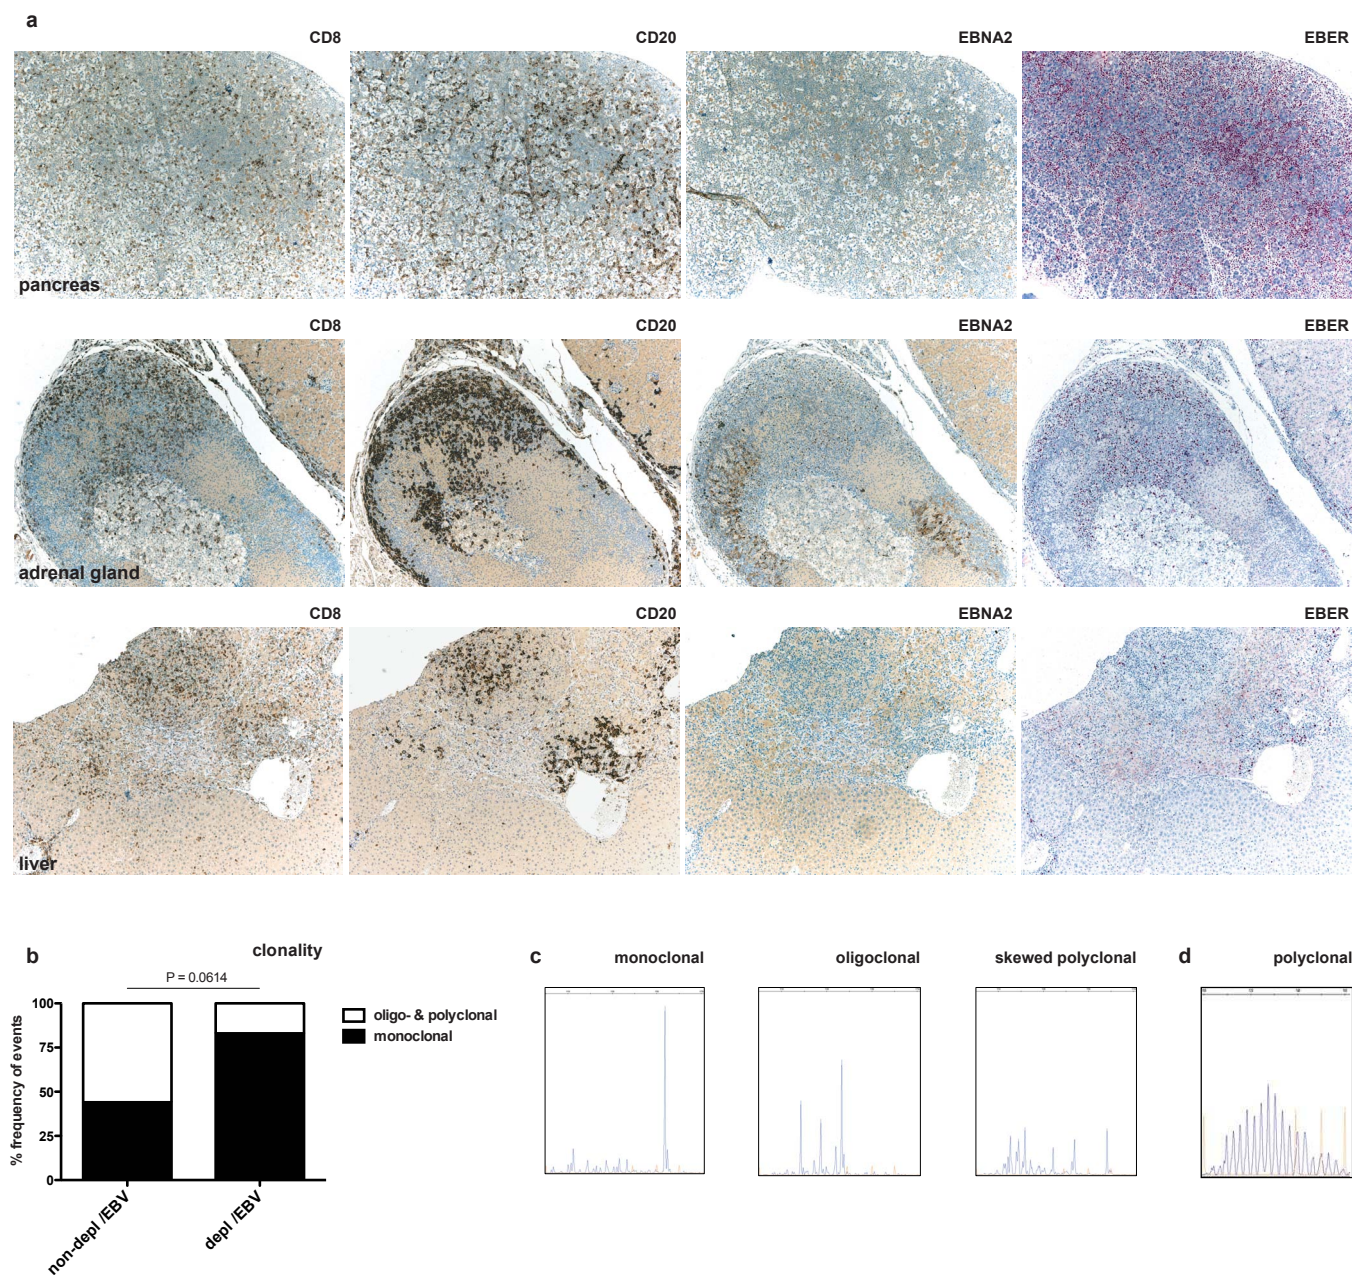 a
CD8 CD20 EBNA2 EBER
pancreas
CD8 CD20 EBNA2 EBER
adrenal gland
CD8 CD20 EBNA2 EBER
liver
b
clonality
P = 0.0614
100
75
50
25
0
% frequency of events
non-depl /EBV
depl /EBV
oligo- & polyclonal
monoclonal
c
monoclonal
oligoclonal
skewed polyclonal
d
polyclonal